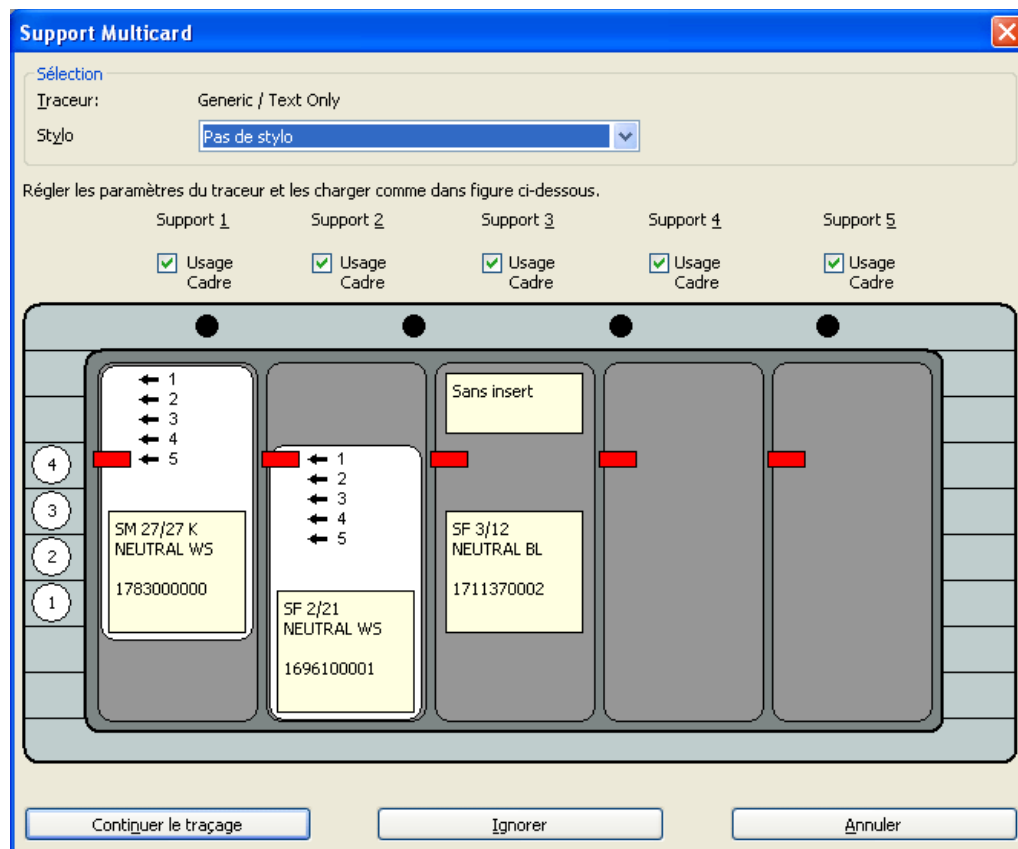 Support Multicard
Sélection
Traceur: Generic / Text Only
Stylo Pas de stylo
Régler les paramètres du traceur et les charger comme dans figure ci-dessous.
Support 1 Support 2 Support 3 Support 4 Support 5
Usage Usage Usage Usage Usage
Cadre Cadre Cadre Cadre Cadre
1
2
3
4
5
SM 27/27 K
NEUTRAL WS
1783000000
1
2
3
4
5
SF 2/21
NEUTRAL WS
1696100001
Sans insert
SF 3/12
NEUTRAL BL
1711370002
4
3
2
1
Continuer le traçage Ignorer Annuler